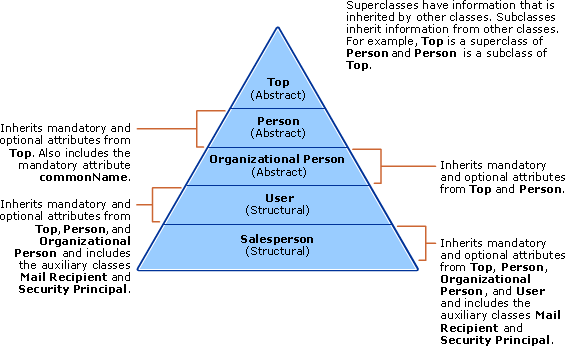 Superclasses have information that is
inherited by other classes. Subclasses
inherit information from other classes.
For example, Top is a superclass of
Person and Person is a subclass of
Top.
Top
(Abstract)
Person
(Abstract)
Organizational Person
(Abstract)
User
(Structural)
Salesperson
(Structural)
Inherits mandatory and
optional attributes from
Top. Also includes the
mandatory attribute
commonName.
Inherits mandatory
and optional attributes
from Top and Person.
Inherits mandatory and
optional attributes from
Top, Person, and
Organizational
Person and includes
the auxiliary classes
Mail Recipient and
Security Principal.
Inherits mandatory
and optional attributes
from Top, Person,
Organizational
Person, and User
and includes the
auxiliary classes Mail
Recipient and
Security Principal.